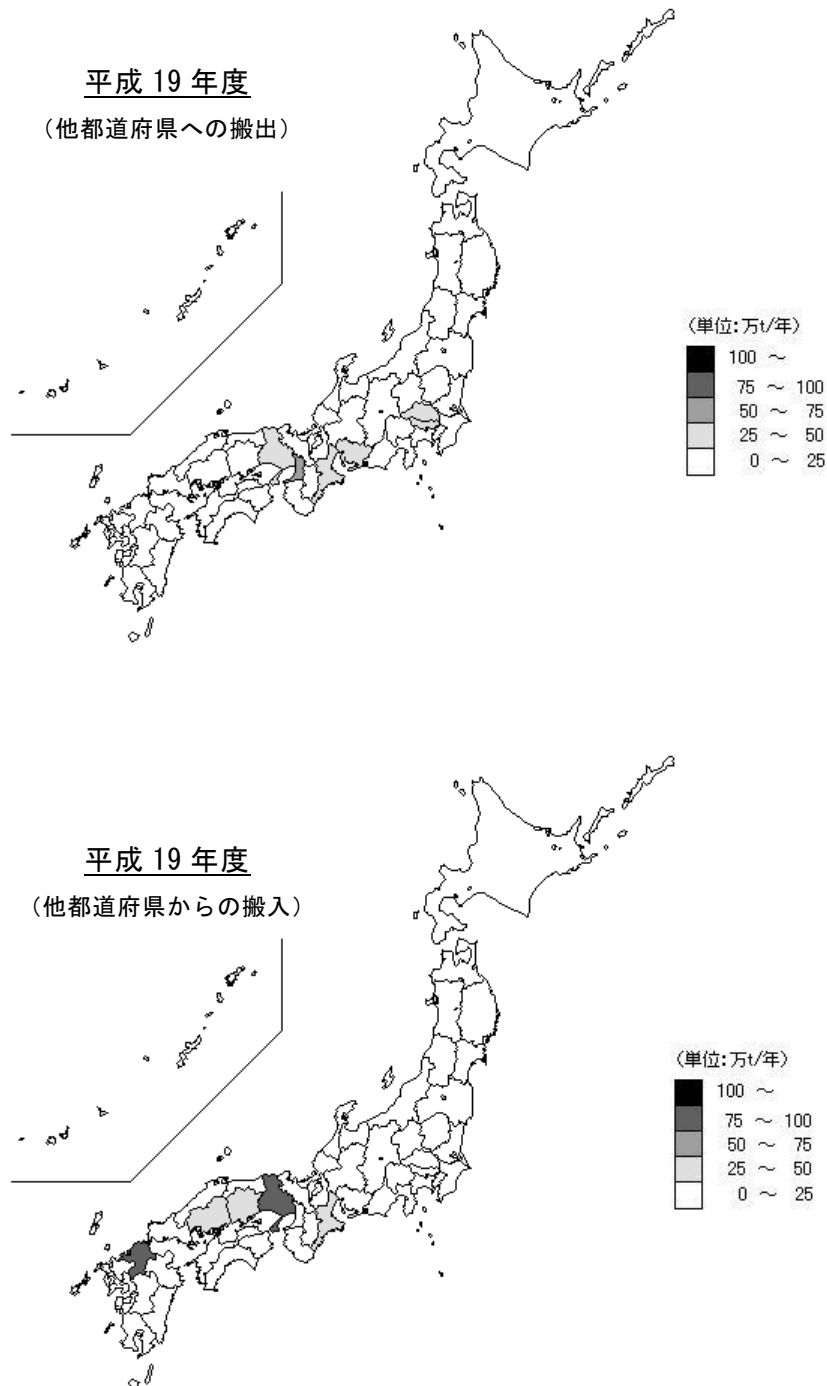 平成 19 年度
（他都道府県への搬出）
（単位:万t/年）
100 ～
75 ～ 100
50 ～ 75
25 ～ 50
0 ～ 25
平成 19 年度
（他都道府県からの搬入）
（単位:万t/年）
100 ～
75 ～ 100
50 ～ 75
25 ～ 50
0 ～ 25